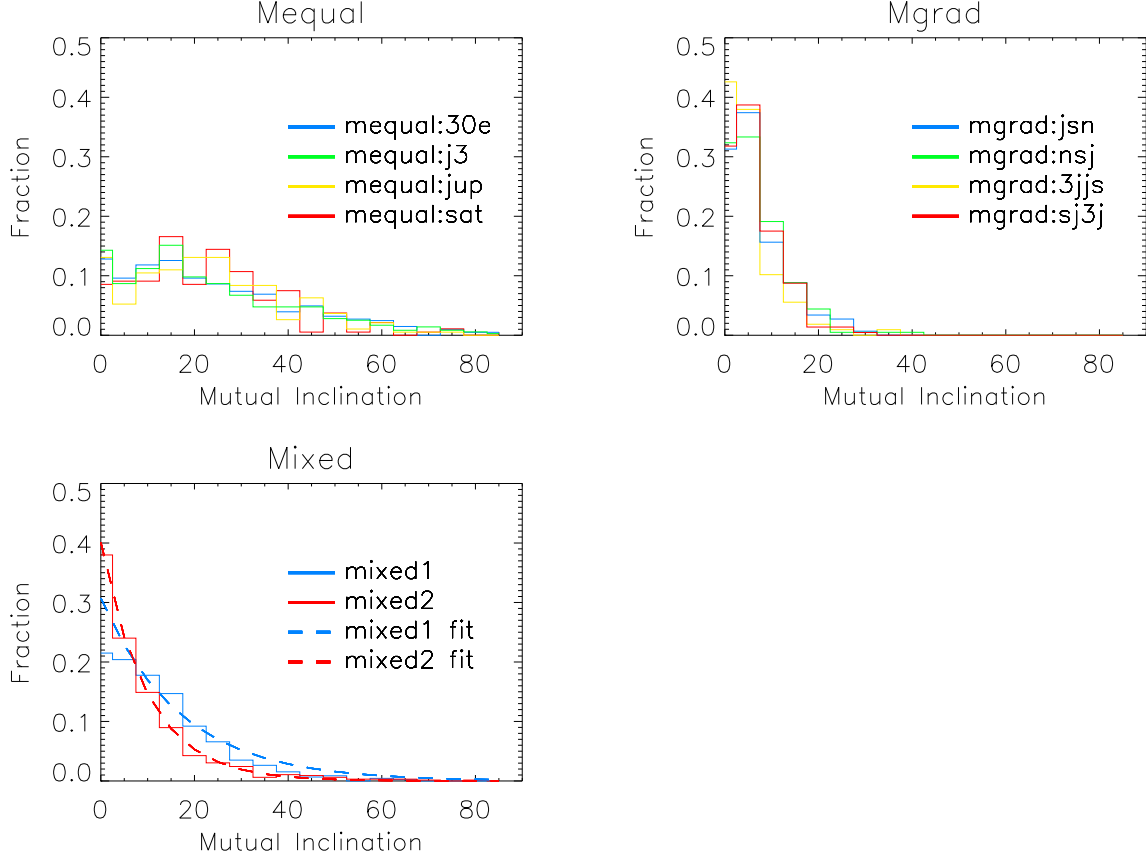 Mequal
0.5
0.4
0.3
0.2
0.1
0.0
Fraction
mequal:30e
mequal:j3
mequal:jup
mequal:sat
0 20 40 60 80
Mutual Inclination
Mgrad
0.5
0.4
0.3
0.2
0.1
0.0
Fraction
mgrad:jsn
mgrad:nsj
mgrad:3jjs
mgrad:sj3j
0 20 40 60 80
Mutual Inclination
Mixed
0.5
0.4
0.3
0.2
0.1
0.0
Fraction
mixed1
mixed2
mixed1 fit
mixed2 fit
0 20 40 60 80
Mutual Inclination